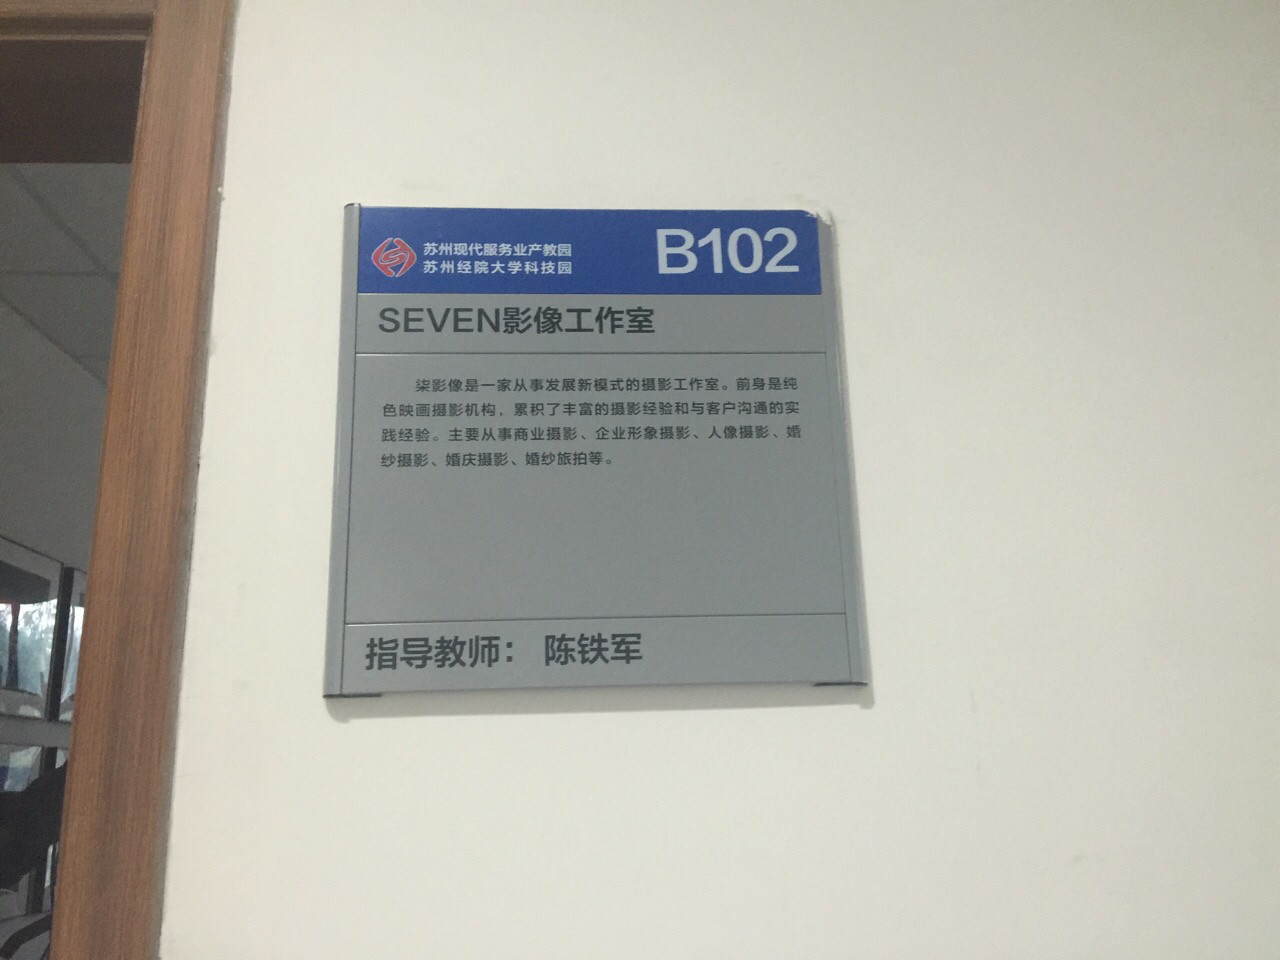 苏州现代服务业产教园
苏州经院大学科技园
B102
SEVEN影像工作室
柒影像是一家从事发展新模式的摄影工作室。前身是纯
色映画摄影机构，累积了丰富的摄影经验和与客户沟通的实
践经验。主要从事商业摄影、企业形象摄影、人像摄影、婚
纱摄影、婚庆摄影、婚纱旅拍等。
指导教师： 陈铁军